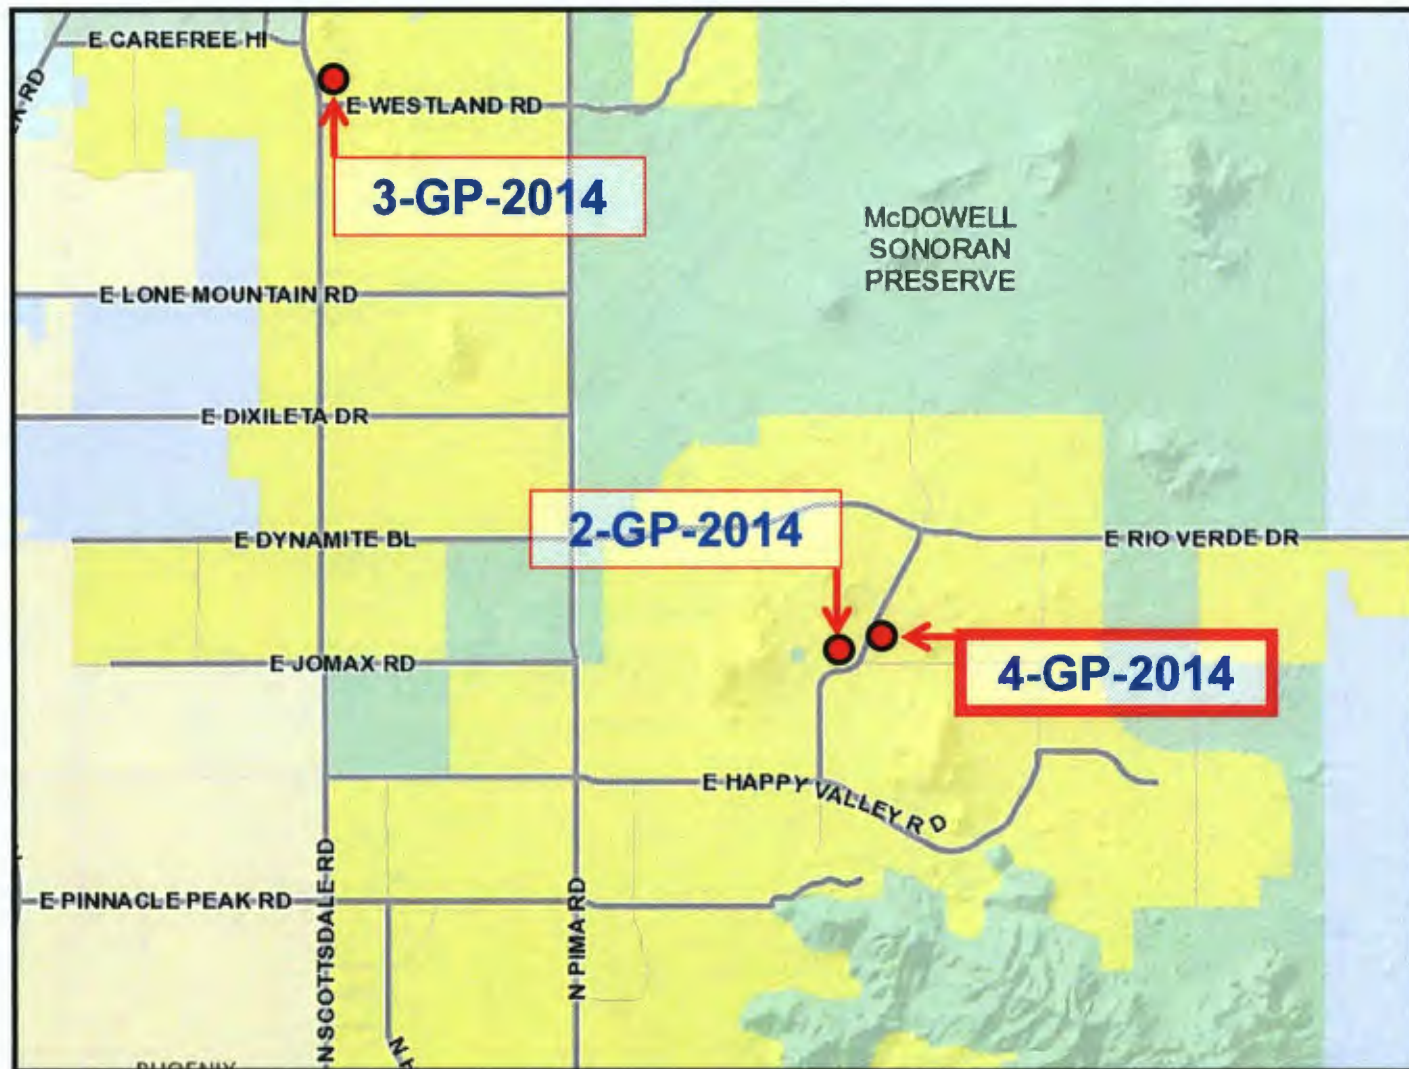 E CAREFREE HI
E WESTLAND RD
3-GP-2014
McDOWELL
SONORAN
PRESERVE
E LONE MOUNTAIN RD
E DIXILETA DR
2-GP-2014
E DYNAMITE BL
E RIO VERDE DR
E JOMAX RD
4-GP-2014
E HAPPY VALLEY RD
N SCOTTSDALE RD
N PIMA RD
E PINNACLE PEAK RD